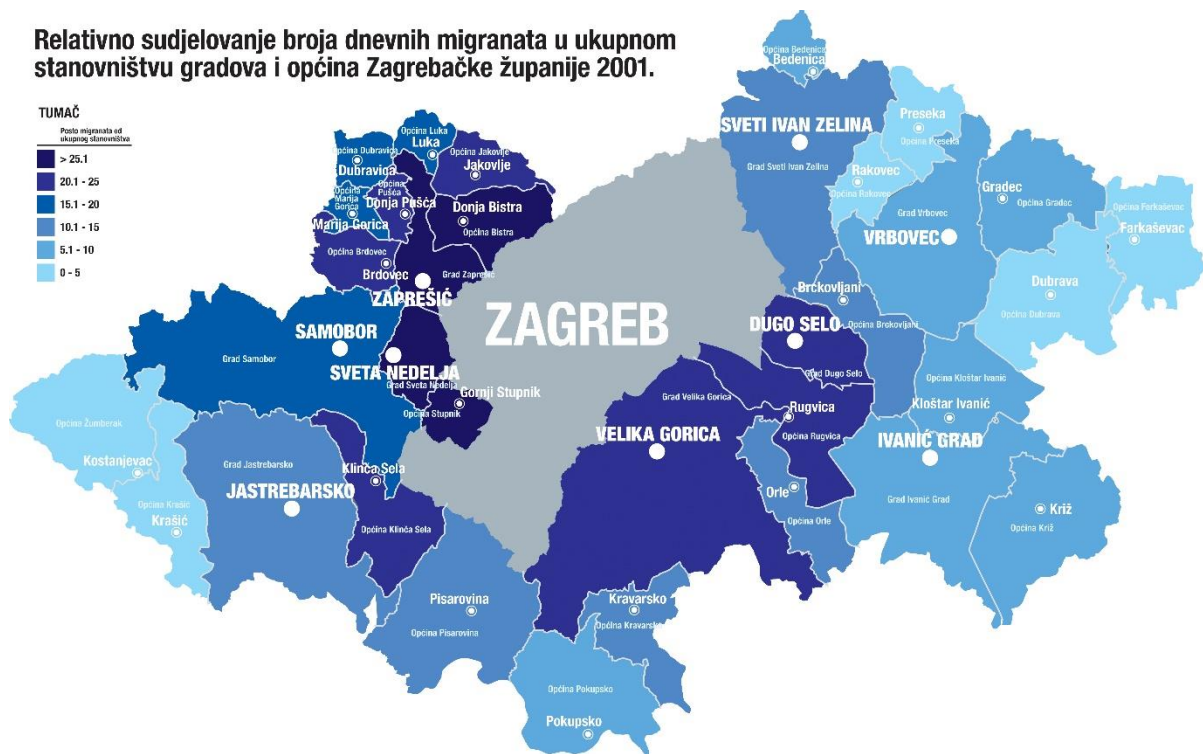 Relativno sudjelovanje broja dnevnih migranata u ukupnom
stanovništvu gradova i općina Zagrebačke županije 2001.
TUMAČ
Posto migranata od
ukupnog stanovništva
> 25.1
20.1 - 25
15.1 - 20
10.1 - 15
5.1 - 10
0 - 5
Općina Bedenica
Bedenica
SVETI IVAN ZELINA
Grad Sveti Ivan Zelina
Preseka
Općina Preseka
Rakovec
Općina Rakovec
Gradec
Općina Gradec
Općina Farkaševac
Farkaševac
Grad Vrbovec
VRBOVEC
Dubrava
Općina Dubrava
Općina Luka
Luka
Općina Dubravica
Dubravica
Općina Jakovlje
Jakovlje
Općina
Pušća
Donja Pušća
Općina
Marija
Gorica
Marija Gorica
Donja Bistra
Općina Bistra
Općina Brdovec
Brdovec
Grad Zaprešić
ZAPREŠIĆ
ZAGREB
Brckovljani
Općina Brckovljani
DUGO SELO
Grad Dugo Selo
SAMOBOR
Grad Samobor
SVETA NEDELJA
Grad Sveta Nedelja
Gornji Stupnik
Općina Stupnik
Grad Velika Gorica
VELIKA GORICA
Rugvica
Općina Rugvica
Općina Kloštar Ivanić
Kloštar Ivanić
IVANIĆ GRAD
Grad Ivanić Grad
Općina Žumberak
Kostanjevac
Općina Krašić
Krašić
Grad Jastrebarsko
JASTREBARSKO
Klinča Sela
Općina Klinča Sela
Orle
Općina Orle
Križ
Općina Križ
Pisarovina
Općina Pisarovina
Kravarsko
Općina Kravarsko
Općina Pokupsko
Pokupsko